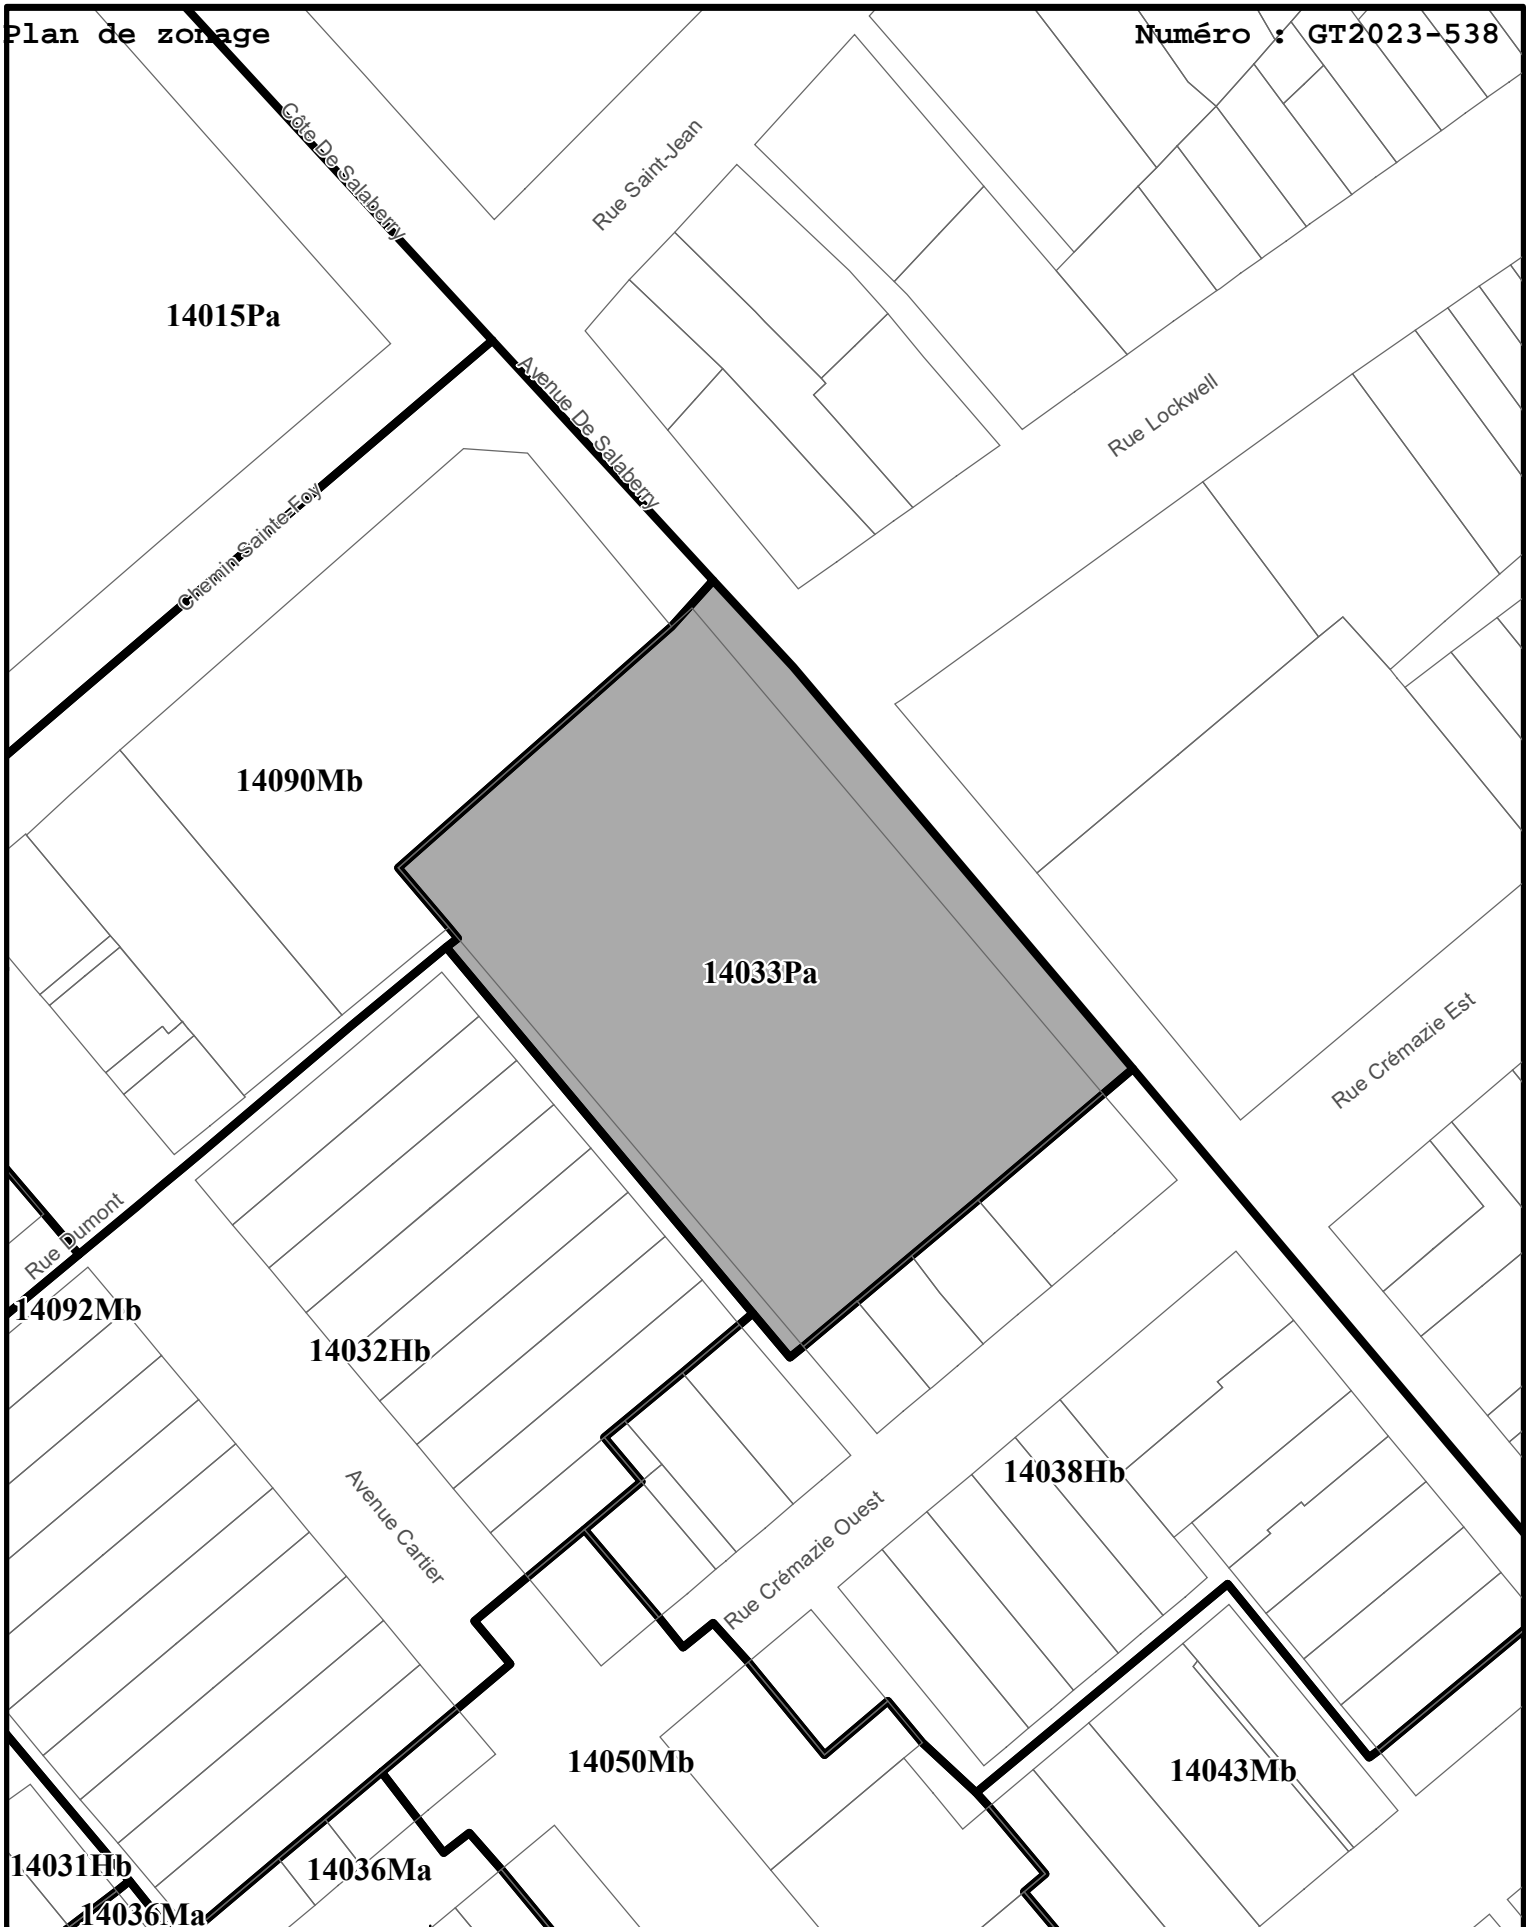 Plan de zonage
Numéro : GT2023-538
Côte De Salaberry
Rue Saint-Jean
14015Pa
Avenue De Salaberry
Rue Lockwell
Chemin Sainte-Foy
14090Mb
14033Pa
Rue Crémazie Est
Rue Dumont
14092Mb
14032Hb
Avenue Cartier
14038Hb
Rue Crémazie Ouest
14050Mb
14043Mb
14031Hb
14036Ma
14036Ma